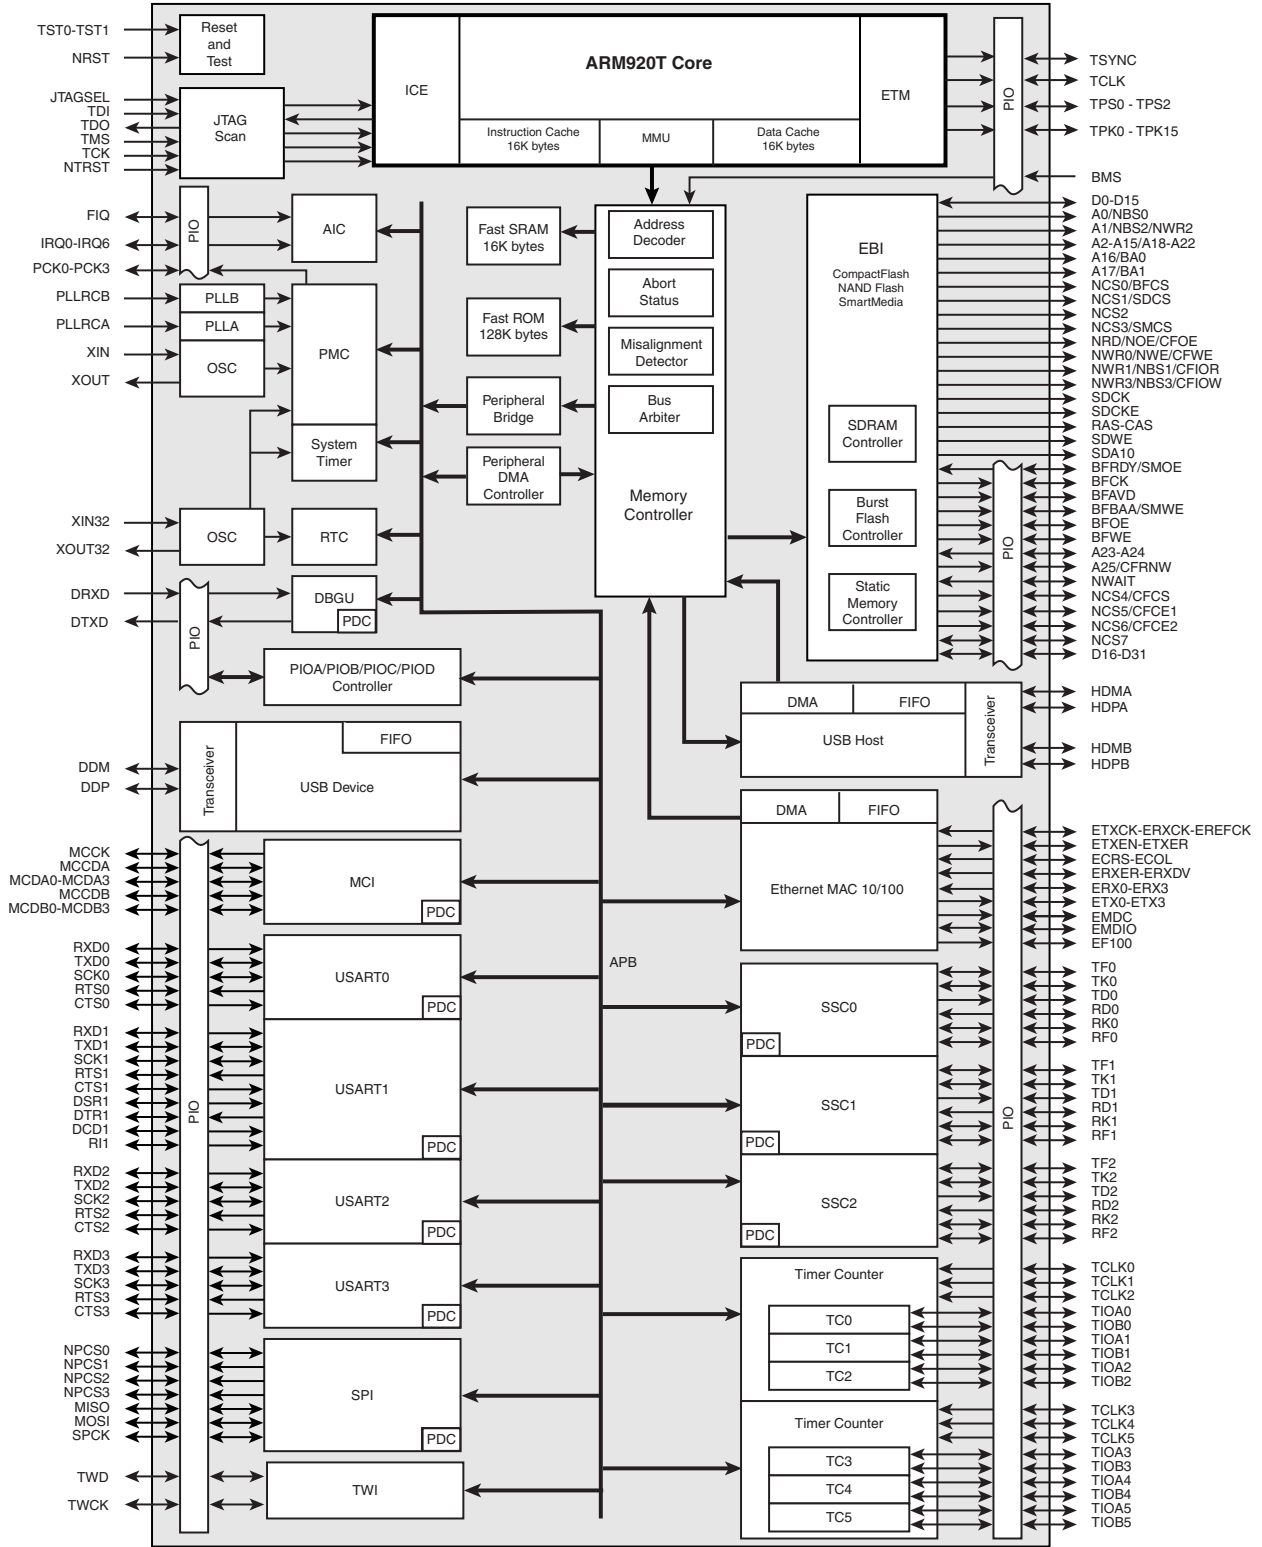 TST0-TST1
NRST
Reset
and
Test
JTAGSEL
TDI
TDO
TMS
TCK
NTRST
JTAG
Scan
ICE
ARM920T Core
Instruction Cache
16K bytes
MMU
Data Cache
16K bytes
ETM
PIO
TSYNC
TCLK
TPS0 - TPS2
TPK0 - TPK15
BMS
FIQ
IRQ0-IRQ6
PCK0-PCK3
PIO
AIC
PLLRCB
PLLRCA
XIN
XOUT
PLLB
PLLA
OSC
PMC
System
Timer
XIN32
XOUT32
OSC
RTC
DRXD
DTXD
PIO
DBGU
PDC
PIOA/PIOB/PIOC/PIOD
Controller
Fast SRAM
16K bytes
Fast ROM
128K bytes
Peripheral
Bridge
Peripheral
DMA
Controller
Address
Decoder
Abort
Status
Misalignment
Detector
Bus
Arbiter
Memory
Controller
EBI
CompactFlash
NAND Flash
SmartMedia
SDRAM
Controller
Burst
Flash
Controller
Static
Memory
Controller
PIO
D0-D15
A0/NBS0
A1/NBS2/NWR2
A2-A15/A18-A22
A16/BA0
A17/BA1
NCS0/BFCS
NCS1/SDCS
NCS2
NCS3/SMCS
NRD/NOE/CFOE
NWR0/NWE/CFWE
NWR1/NBS1/CFIOR
NWR3/NBS3/CFIOW
SDCK
SDCKE
RAS-CAS
SDWE
SDA10
BFRDY/SMOE
BFCK
BFAVD
BFBAA/SMWE
BFOE
BFWE
A23-A24
A25/CFRNW
NWAIT
NCS4/CFCS
NCS5/CFCE1
NCS6/CFCE2
NCS7
D16-D31
DMA
FIFO
USB Host
Transceiver
HDMA
HDPA
HDMB
HDPB
DDM
DDP
Transceiver
FIFO
USB Device
DMA
FIFO
Ethernet MAC 10/100
PIO
ETXCK-ERXCK-EREFCK
ETXEN-ETXER
ECRS-ECOL
ERXER-ERXDV
ERX0-ERX3
ETX0-ETX3
EMDC
EMDIO
EF100
MCCK
MCCDA
MCDA0-MCDA3
MCCDB
MCDB0-MCDB3
PIO
MCI
PDC
APB
RXD0
TXD0
SCK0
RTS0
CTS0
USART0
PDC
RXD1
TXD1
SCK1
RTS1
CTS1
DSR1
DTR1
DCD1
RI1
USART1
PDC
RXD2
TXD2
SCK2
RTS2
CTS2
USART2
PDC
RXD3
TXD3
SCK3
RTS3
CTS3
USART3
PDC
NPCS0
NPCS1
NPCS2
NPCS3
MISO
MOSI
SPCK
SPI
PDC
TWD
TWCK
TWI
SSC0
PDC
TF0
TK0
TD0
RD0
RK0
RF0
SSC1
PDC
TF1
TK1
TD1
RD1
RK1
RF1
SSC2
PDC
TF2
TK2
TD2
RD2
RK2
RF2
Timer Counter
TC0
TC1
TC2
TCLK0
TCLK1
TCLK2
TIOA0
TIOB0
TIOA1
TIOB1
TIOA2
TIOB2
Timer Counter
TC3
TC4
TC5
TCLK3
TCLK4
TCLK5
TIOA3
TIOB3
TIOA4
TIOB4
TIOA5
TIOB5